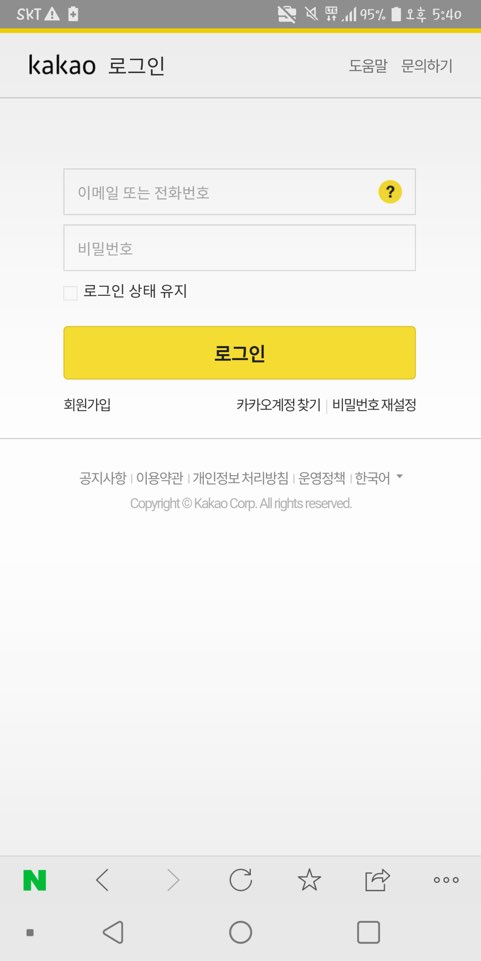 SKT 95% 오후 5:40
kakao 로그인 도움말 문의하기
이메일 또는 전화번호 ?
비밀번호
로그인 상태 유지
로그인
회원가입 카카오계정 찾기 | 비밀번호 재설정
공지사항 | 이용약관 | 개인정보 처리방침 | 운영정책 | 한국어
Copyright © Kakao Corp. All rights reserved.
N